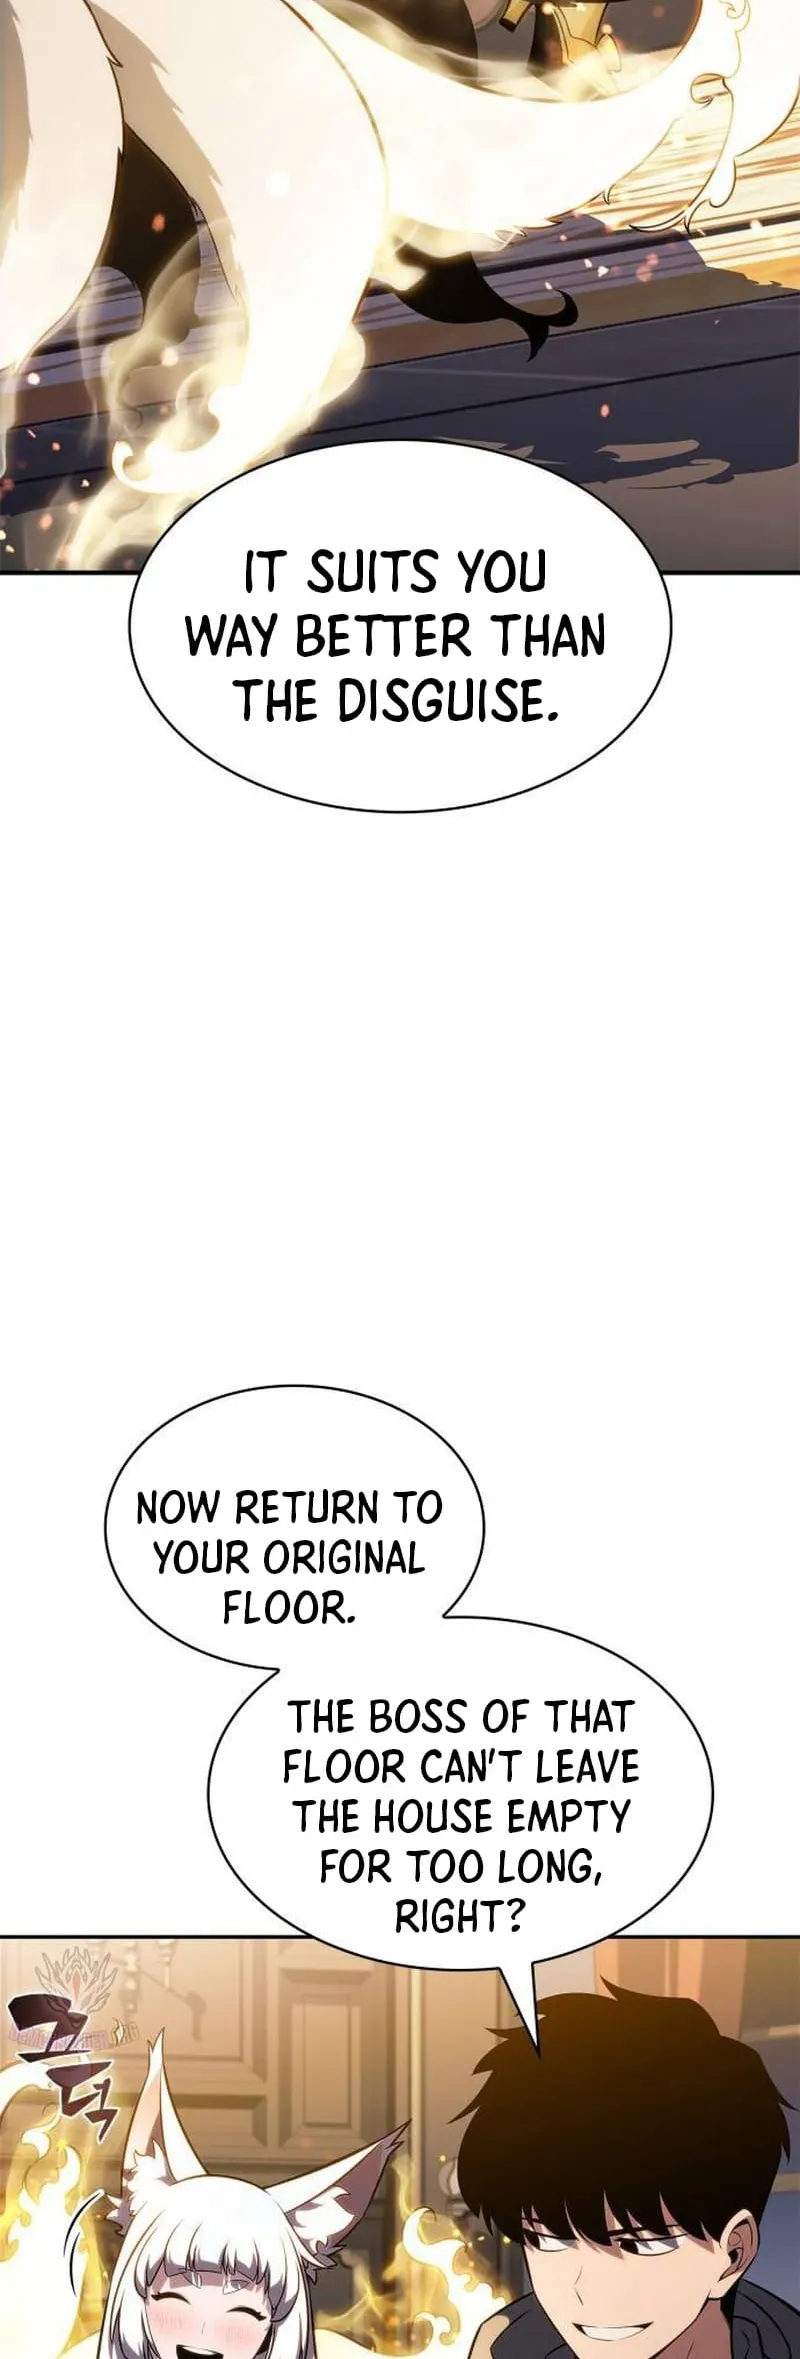 IT SUITS YOU
WAY BETTER THAN
THE DISGUISE.
NOW RETURN TO
YOUR ORIGINAL
FLOOR.
THE BOSS OF THAT
FLOOR CAN'T LEAVE
THE HOUSE EMPTY
FOR TOO LONG,
RIGHT?